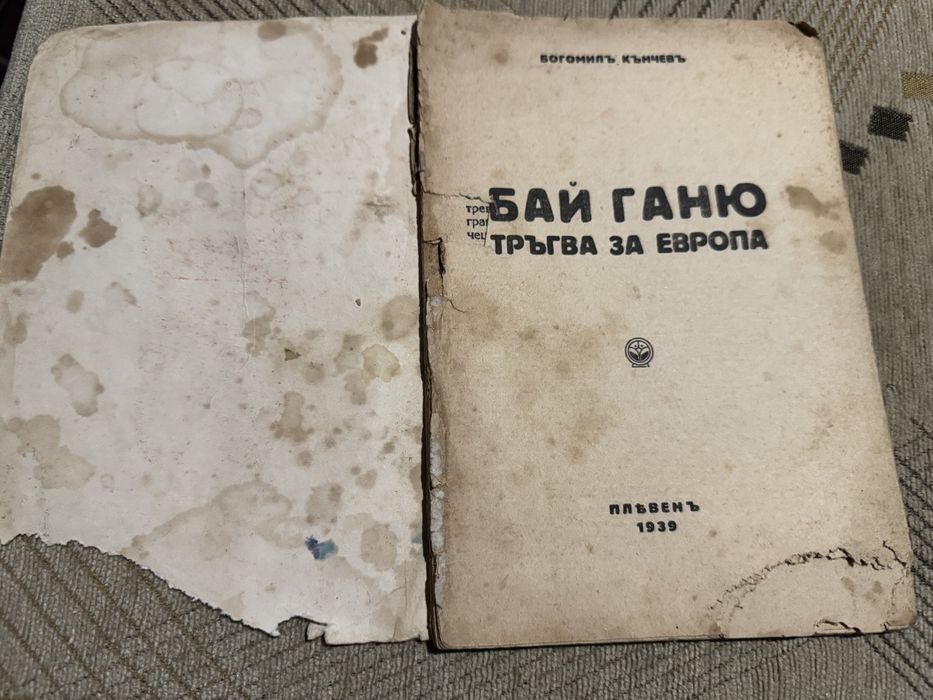 БОГОМИЛЪ КЪНЧЕВЪ
БАЙ ГАНЮ
ТРЪГВА ЗА ЕВРОПА
ПЛѢВЕНЪ
1939